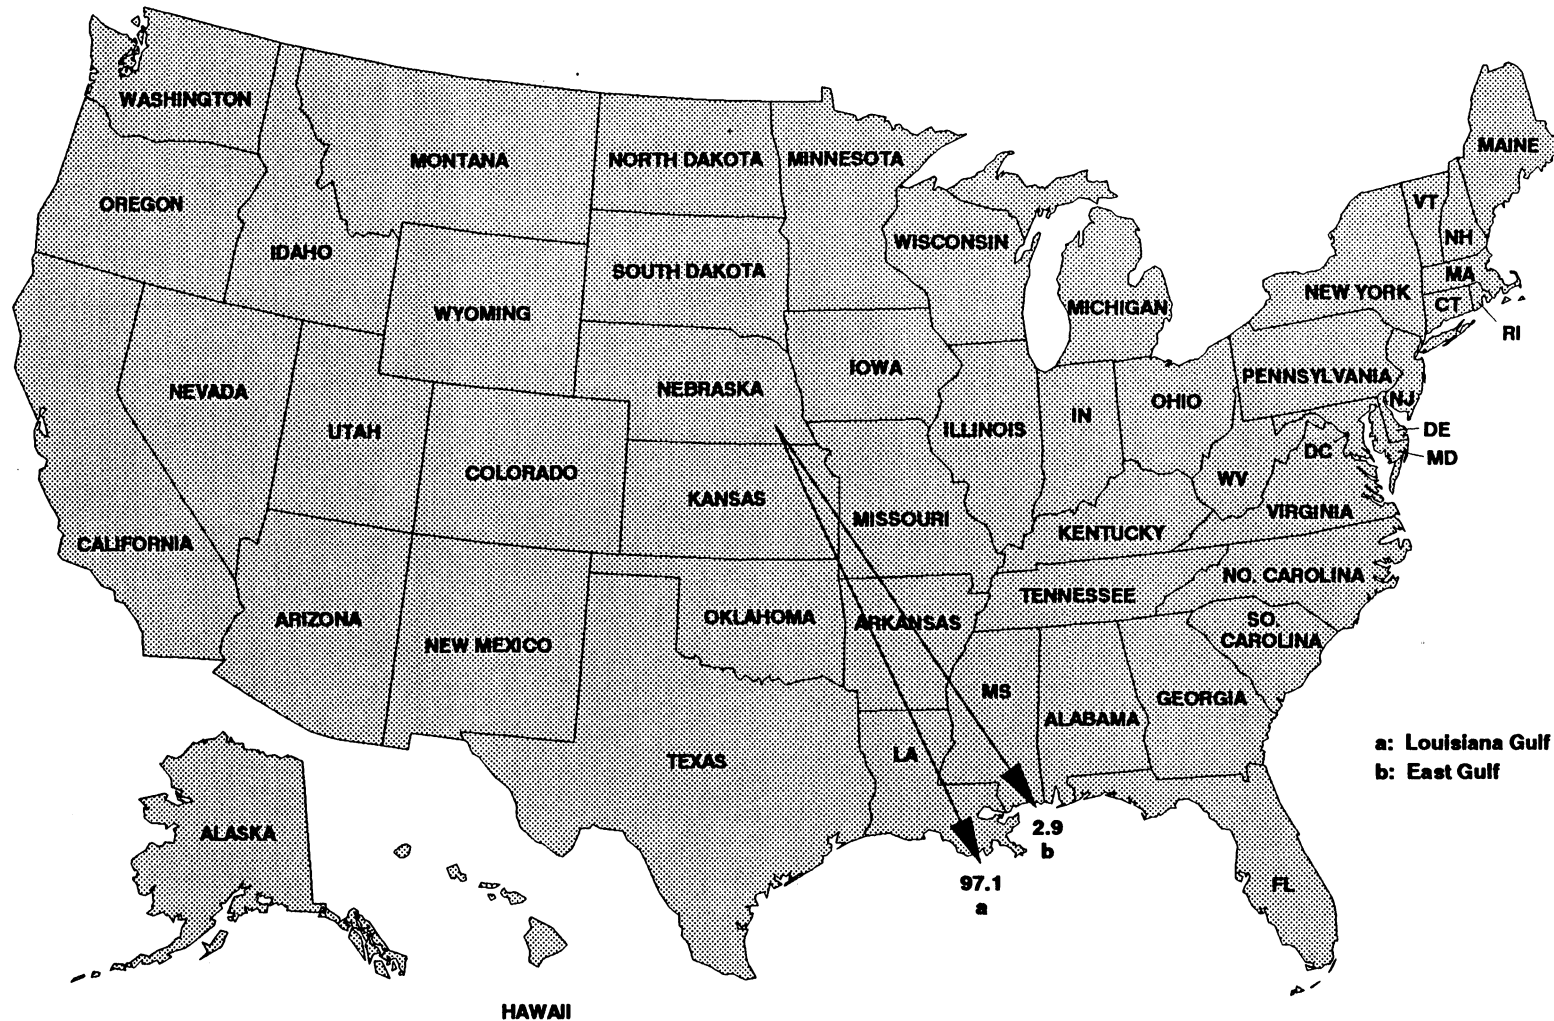 WASHINGTON
MONTANA
NORTH DAKOTA
MINNESOTA
MAINE
OREGON
IDAHO
VT
NH
WISCONSIN
SOUTH DAKOTA
WYOMING
MICHIGAN
NEW YORK
MA
CT
RI
NEVADA
UTAH
NEBRASKA
IOWA
PENNSYLVANIA
NJ
OHIO
IN
ILLINOIS
DE
MD
DC
WV
COLORADO
KANSAS
MISSOURI
KENTUCKY
VIRGINIA
CALIFORNIA
ARIZONA
NEW MEXICO
OKLAHOMA
ARKANSAS
TENNESSEE
NO. CAROLINA
SO.
CAROLINA
MS
ALABAMA
GEORGIA
TEXAS
LA
a: Louisiana Gulf
b: East Gulf
ALASKA
2.9
b
97.1
a
FL
HAWAII